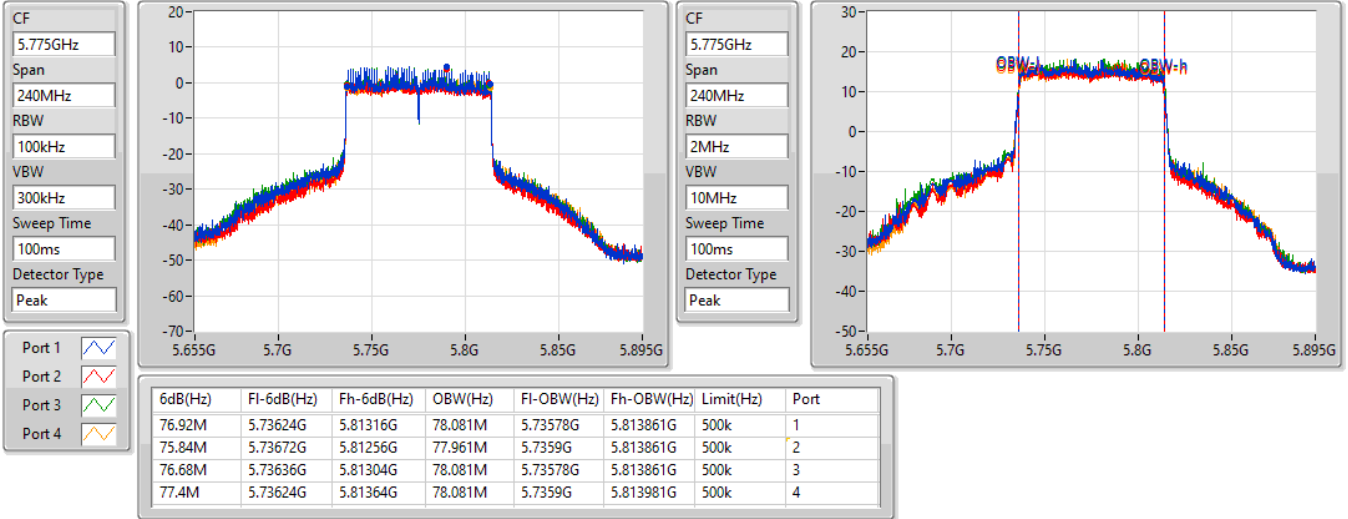 CF
5.775GHz
Span
240MHz
RBW
100kHz
VBW
300kHz
Sweep Time
100ms
Detector Type
Peak
20
10
0
-10
-20
-30
-40
-50
-60
-70
5.655G 5.7G 5.75G 5.8G 5.85G 5.895G
CF
5.775GHz
Span
240MHz
RBW
2MHz
VBW
10MHz
Sweep Time
100ms
Detector Type
Peak
30
20
10
0
-10
-20
-30
-40
-50
OBW-l OBW-h
5.655G 5.7G 5.75G 5.8G 5.85G 5.895G
Port 1
Port 2
Port 3
Port 4
6dB(Hz) Fl-6dB(Hz) Fh-6dB(Hz) OBW(Hz) Fl-OBW(Hz) Fh-OBW(Hz) Limit(Hz) Port
76.92M 5.73624G 5.81316G 78.081M 5.73578G 5.813861G 500k 1
75.84M 5.73672G 5.81256G 77.961M 5.7359G 5.813861G 500k 2
76.68M 5.73636G 5.81304G 78.081M 5.73578G 5.813861G 500k 3
77.4M 5.73624G 5.81364G 78.081M 5.7359G 5.813981G 500k 4